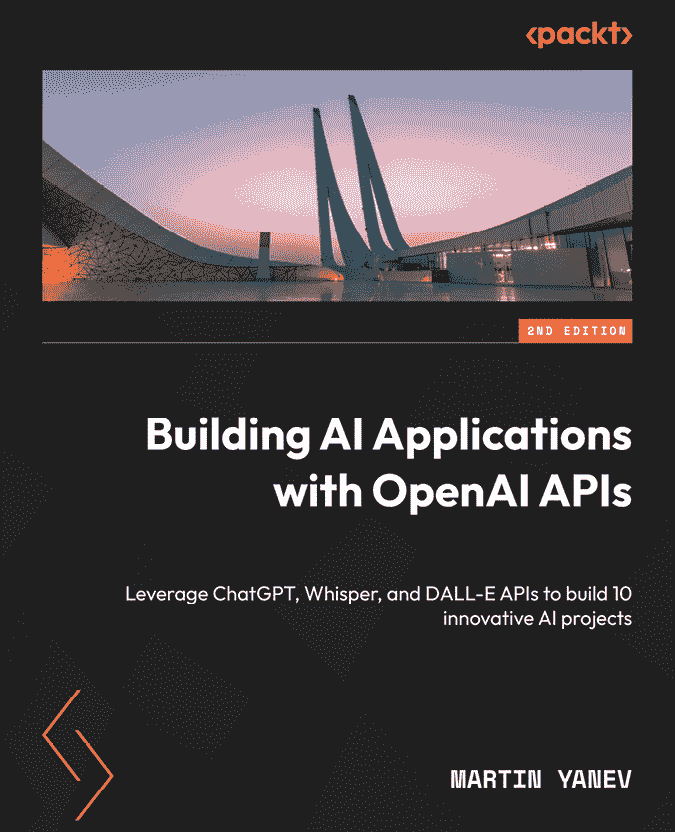 <packt>
2ND EDITION
Building AI Applications
with OpenAI APIs
Leverage ChatGPT, Whisper, and DALL-E APIs to build 10
innovative AI projects
MARTIN YANEV